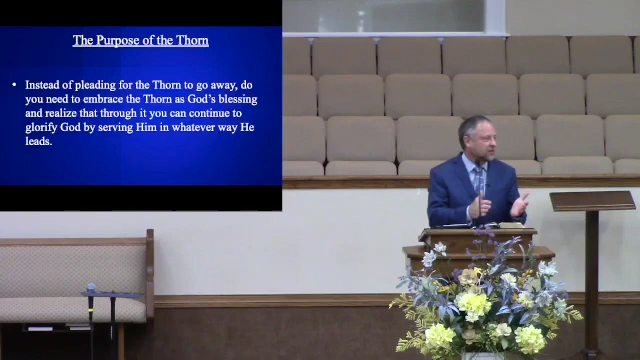 The Purpose of the Thorn
• Instead of pleading for the Thorn to go away, do
you need to embrace the Thorn as God's blessing
and realize that through it you can continue to
glorify God by serving Him in whatever way He
leads.